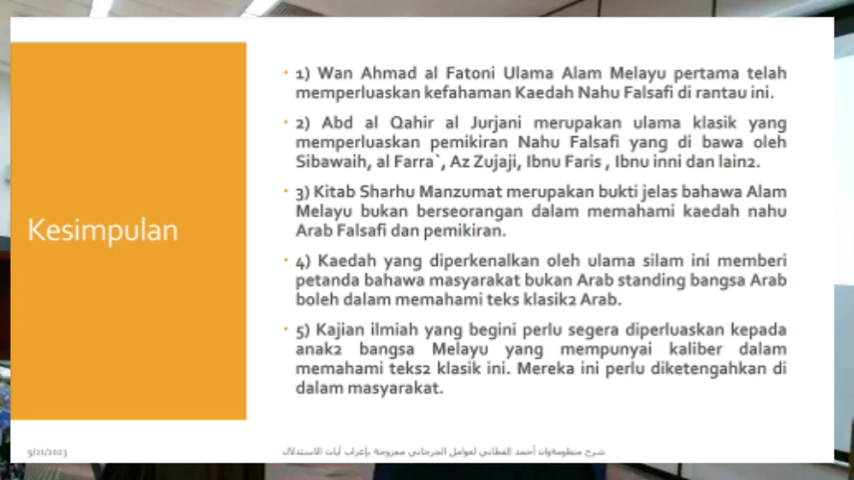 Kesimpulan
1) Wan Ahmad al Fatoni Ulama Alam Melayu pertama telah
memperluaskan kefahaman Kaedah Nahu Falsafi di rantau ini.
2) Abd al Qahir al Jurjani merupakan ulama klasik yang
memperluaskan pemikiran Nahu Falsafi yang di bawa oleh
Sibawaih, al Farra`, Az Zujaji, Ibnu Faris , Ibnu inni dan lain2.
3) Kitab Sharhu Manzumat merupakan bukti jelas bahawa Alam
Melayu bukan berseorangan dalam memahami kaedah nahu
Arab Falsafi dan pemikiran.
4) Kaedah yang diperkenalkan oleh ulama silam ini memberi
petanda bahawa masyarakat bukan Arab standing bangsa Arab
boleh dalam memahami teks klasik2 Arab.
5) Kajian ilmiah yang begini perlu segera diperluaskan kepada
anak2 bangsa Melayu yang mempunyai kaliber dalam
memahami teks2 klasik ini. Mereka ini perlu diketengahkan di
dalam masyarakat.
9/21/2023
شرح منظومةوان أحمد الفطاني لعوامل الجرجاني ممزوجة بإعراب آيات الاستدلال